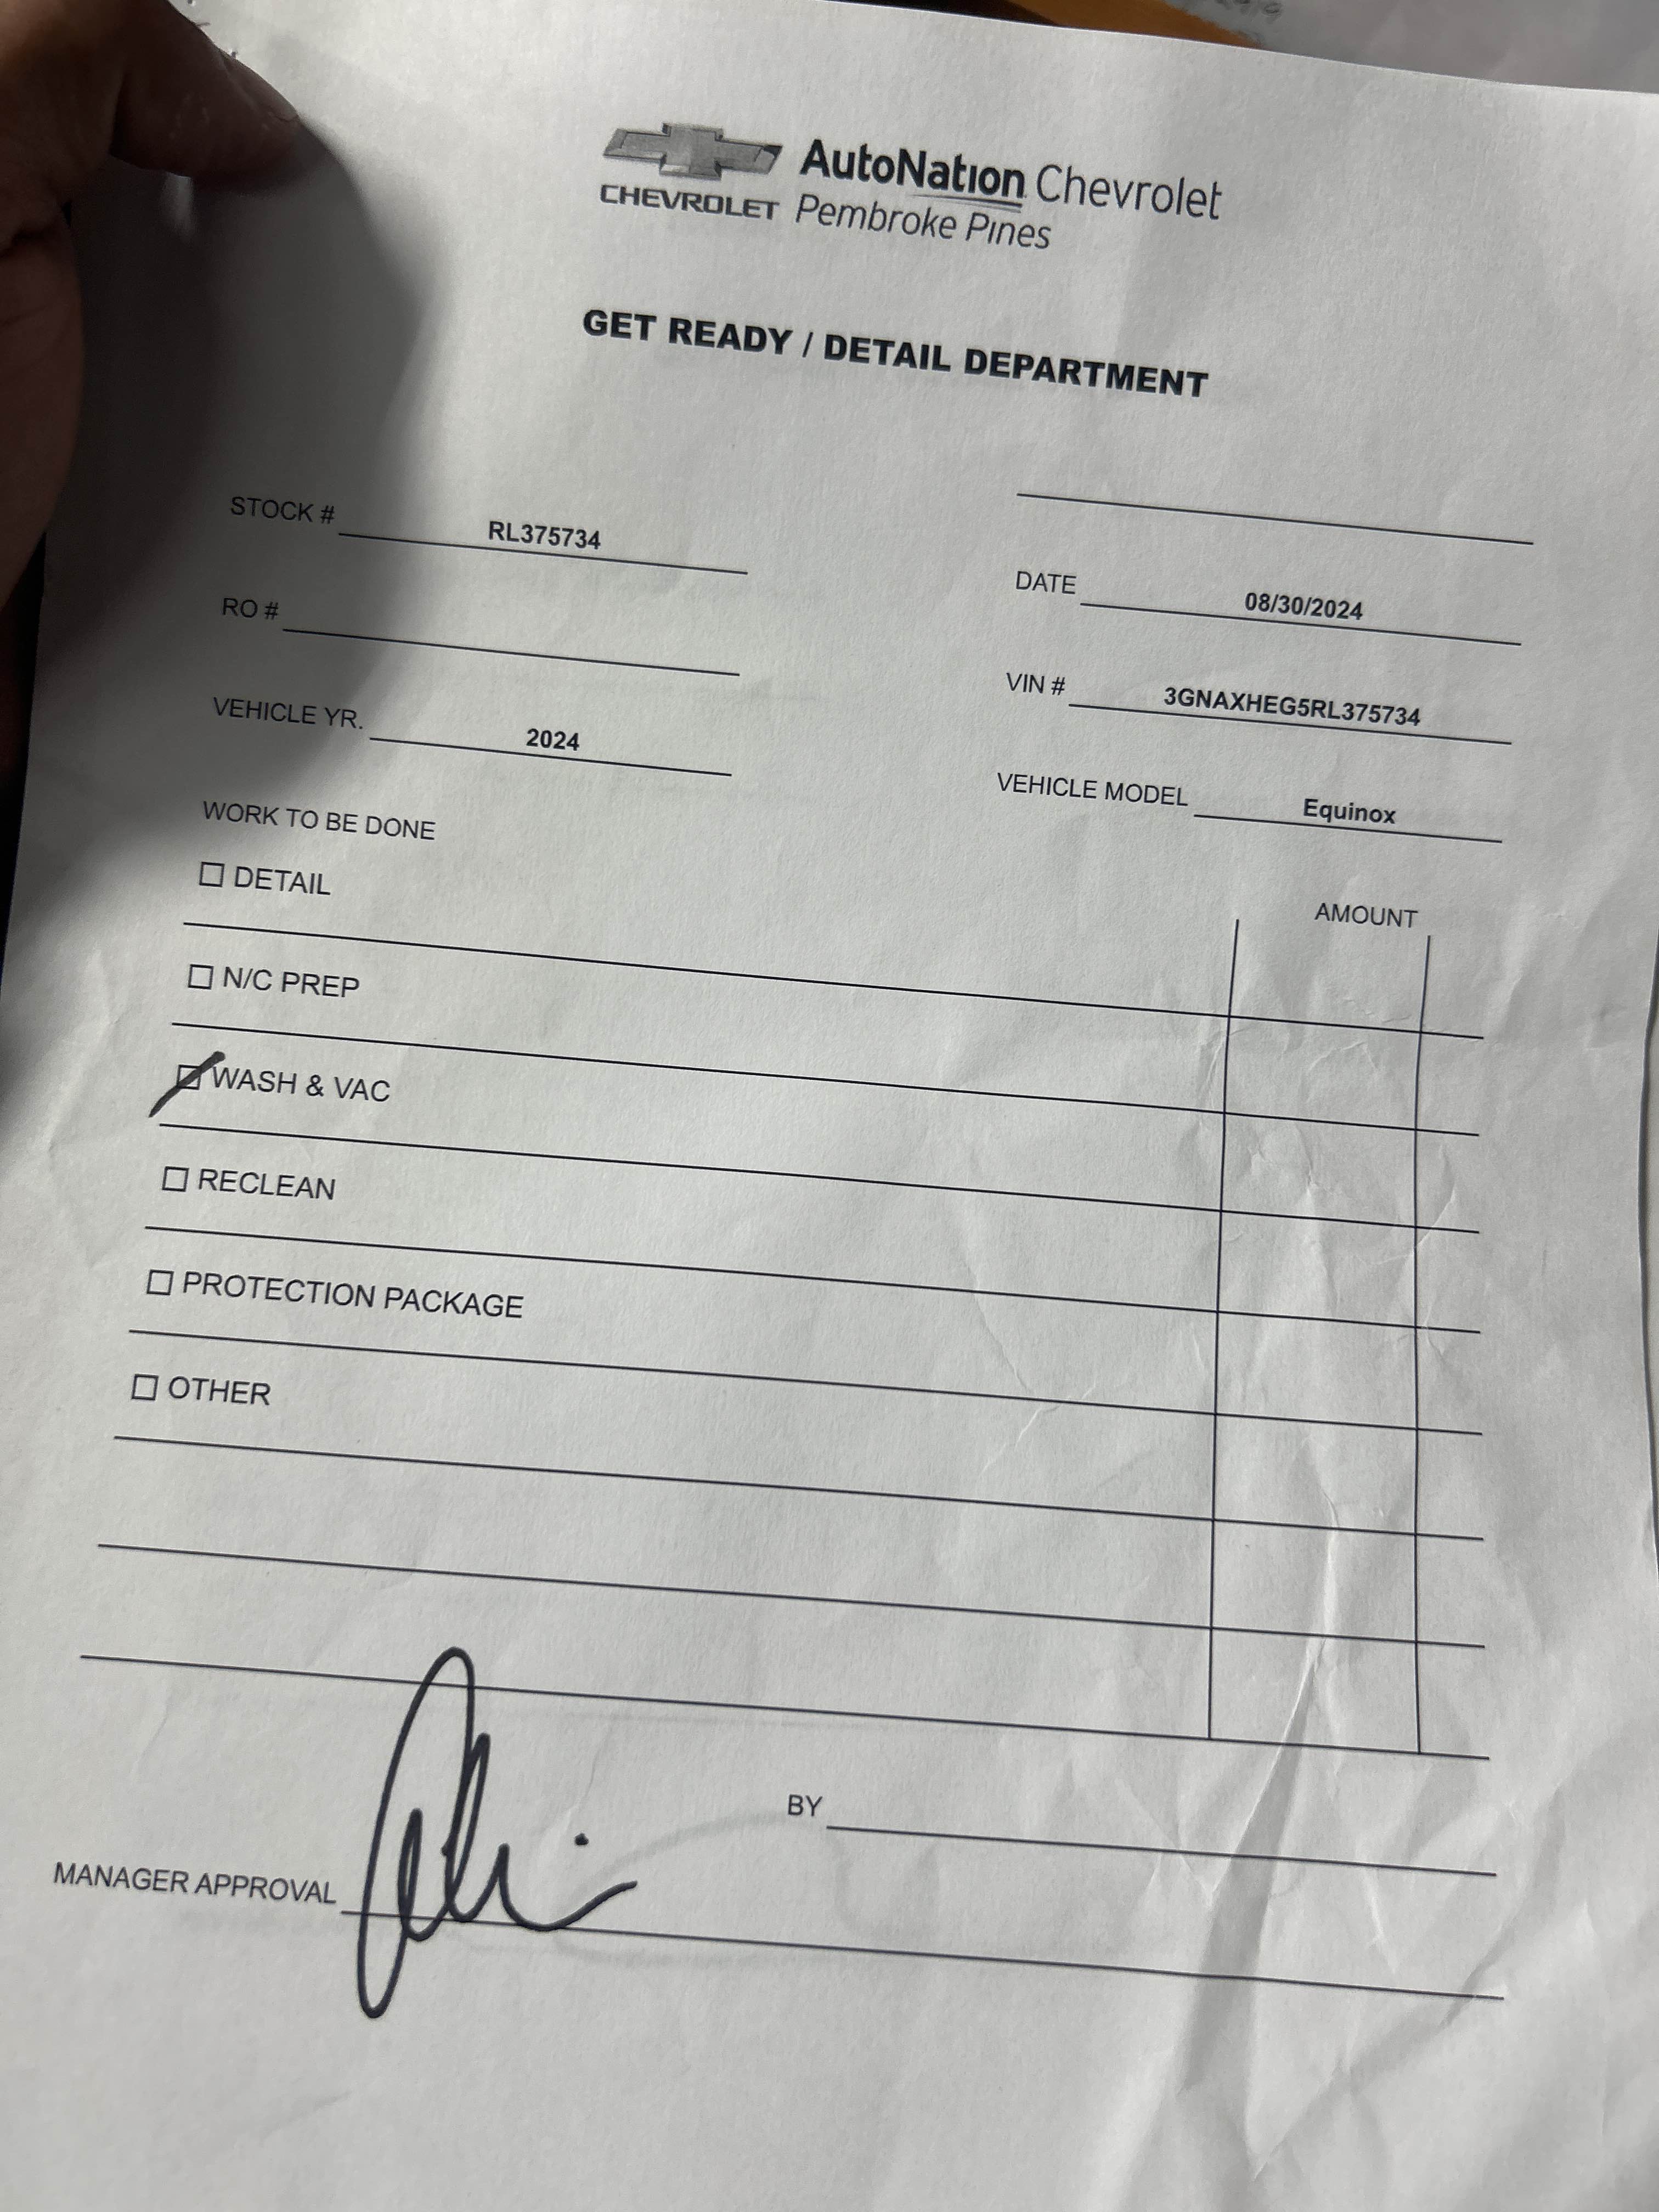 AutoNation Chevrolet
CHEVROLET Pembroke Pines
GET READY / DETAIL DEPARTMENT
STOCK # RL375734
DATE 08/30/2024
RO #
VIN # 3GNAXHEG5RL375734
VEHICLE YR. 2024
VEHICLE MODEL Equinox
WORK TO BE DONE
AMOUNT
DETAIL
N/C PREP
WASH & VAC
RECLEAN
PROTECTION PACKAGE
OTHER
BY
MANAGER APPROVAL